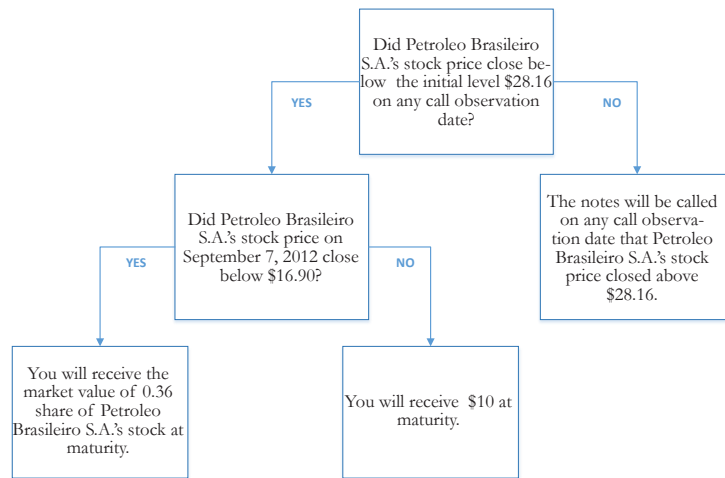 Did Petroleo Brasileiro
S.A.'s stock price close be-
low the initial level $28.16
on any call observation
date?
YES
NO
Did Petroleo Brasileiro
S.A.'s stock price on
September 7, 2012 close
below $16.90?
The notes will be called
on any call observa-
tion date that Petroleo
Brasileiro S.A.'s stock
price closed above
$28.16.
YES
NO
You will receive the
market value of 0.36
share of Petroleo
Brasileiro S.A.'s stock at
maturity.
You will receive $10 at
maturity.